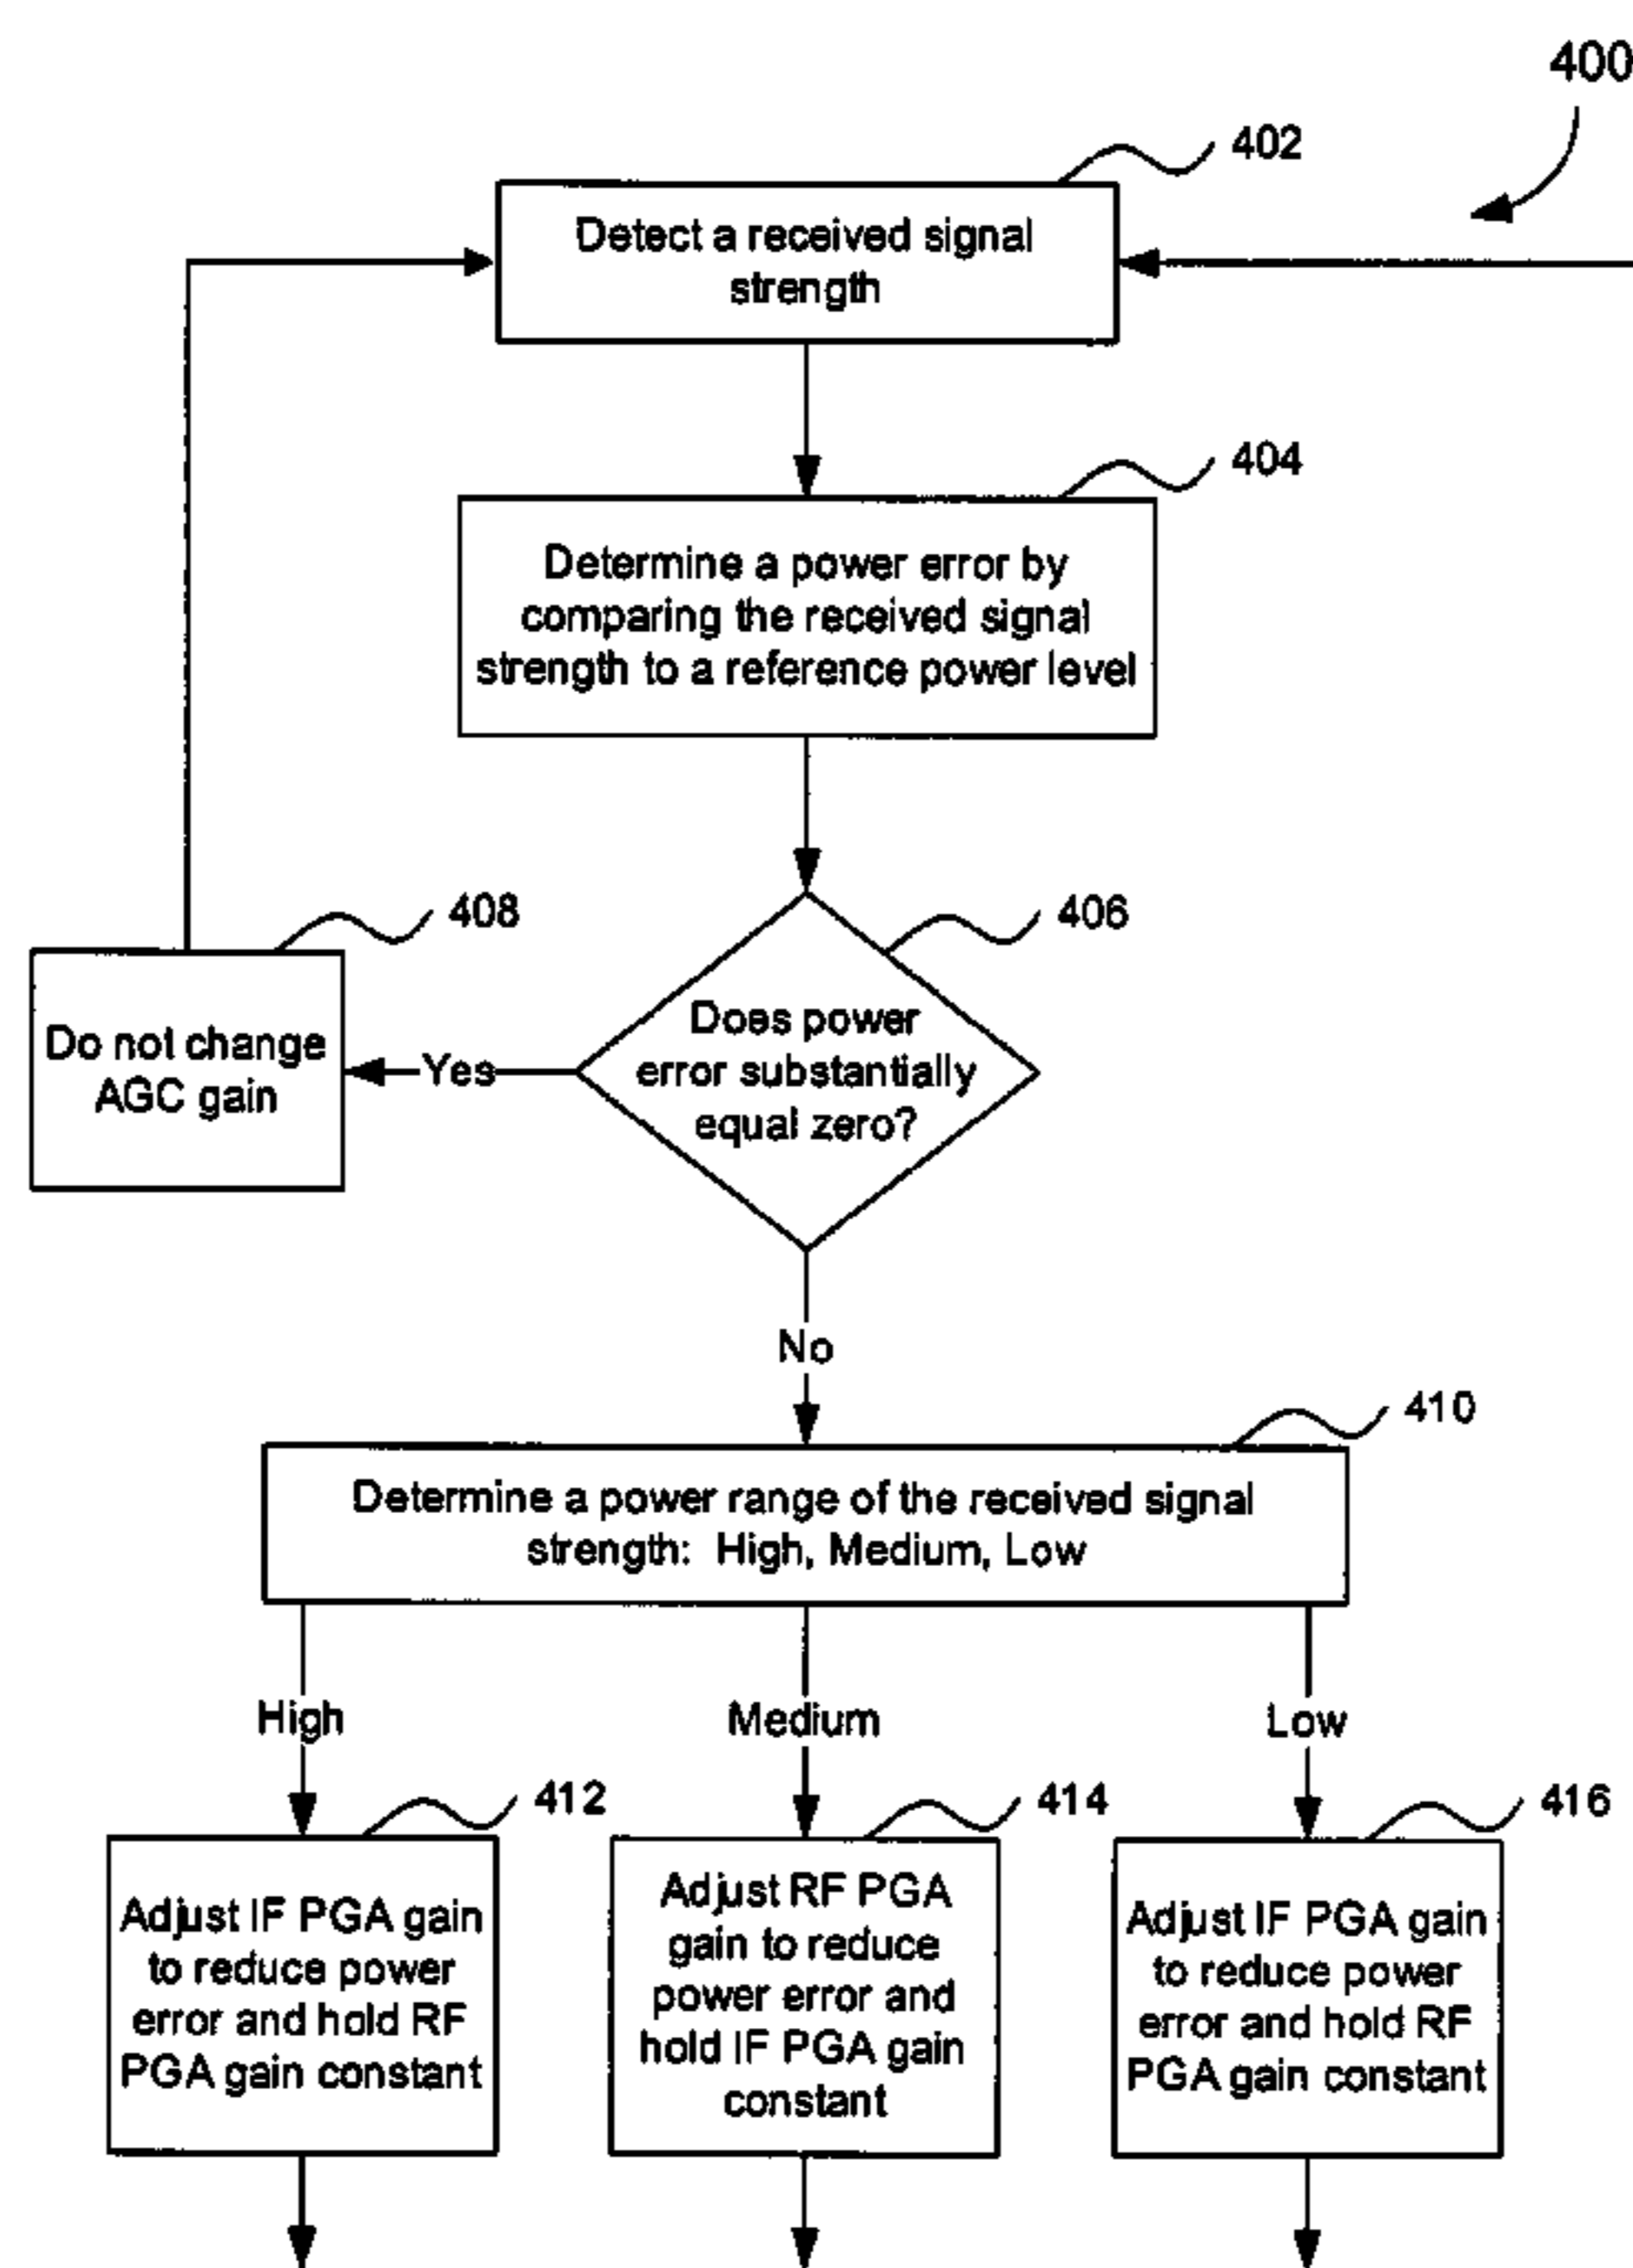 400
402
Detect a received signal
strength
404
Determine a power error by
comparing the received signal
strength to a reference power level
408
406
Do not change
AGC gain
Yes
Does power
error substantially
equal zero?
No
410
Determine a power range of the received signal
strength: High, Medium, Low
High
Medium
Low
412
414
416
Adjust IF PGA gain
to reduce power
error and hold RF
PGA gain constant
Adjust RF PGA
gain to reduce
power error and
hold IF PGA gain
constant
Adjust IF PGA gain
to reduce power
error and hold RF
PGA gain constant